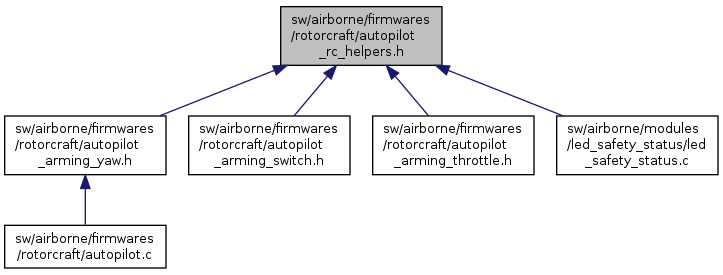 sw/airborne/firmwares
/rotorcraft/autopilot
_rc_helpers.h
sw/airborne/firmwares
/rotorcraft/autopilot
_arming_yaw.h
sw/airborne/firmwares
/rotorcraft/autopilot
_arming_switch.h
sw/airborne/firmwares
/rotorcraft/autopilot
_arming_throttle.h
sw/airborne/modules
/led_safety_status/led
_safety_status.c
sw/airborne/firmwares
/rotorcraft/autopilot.c